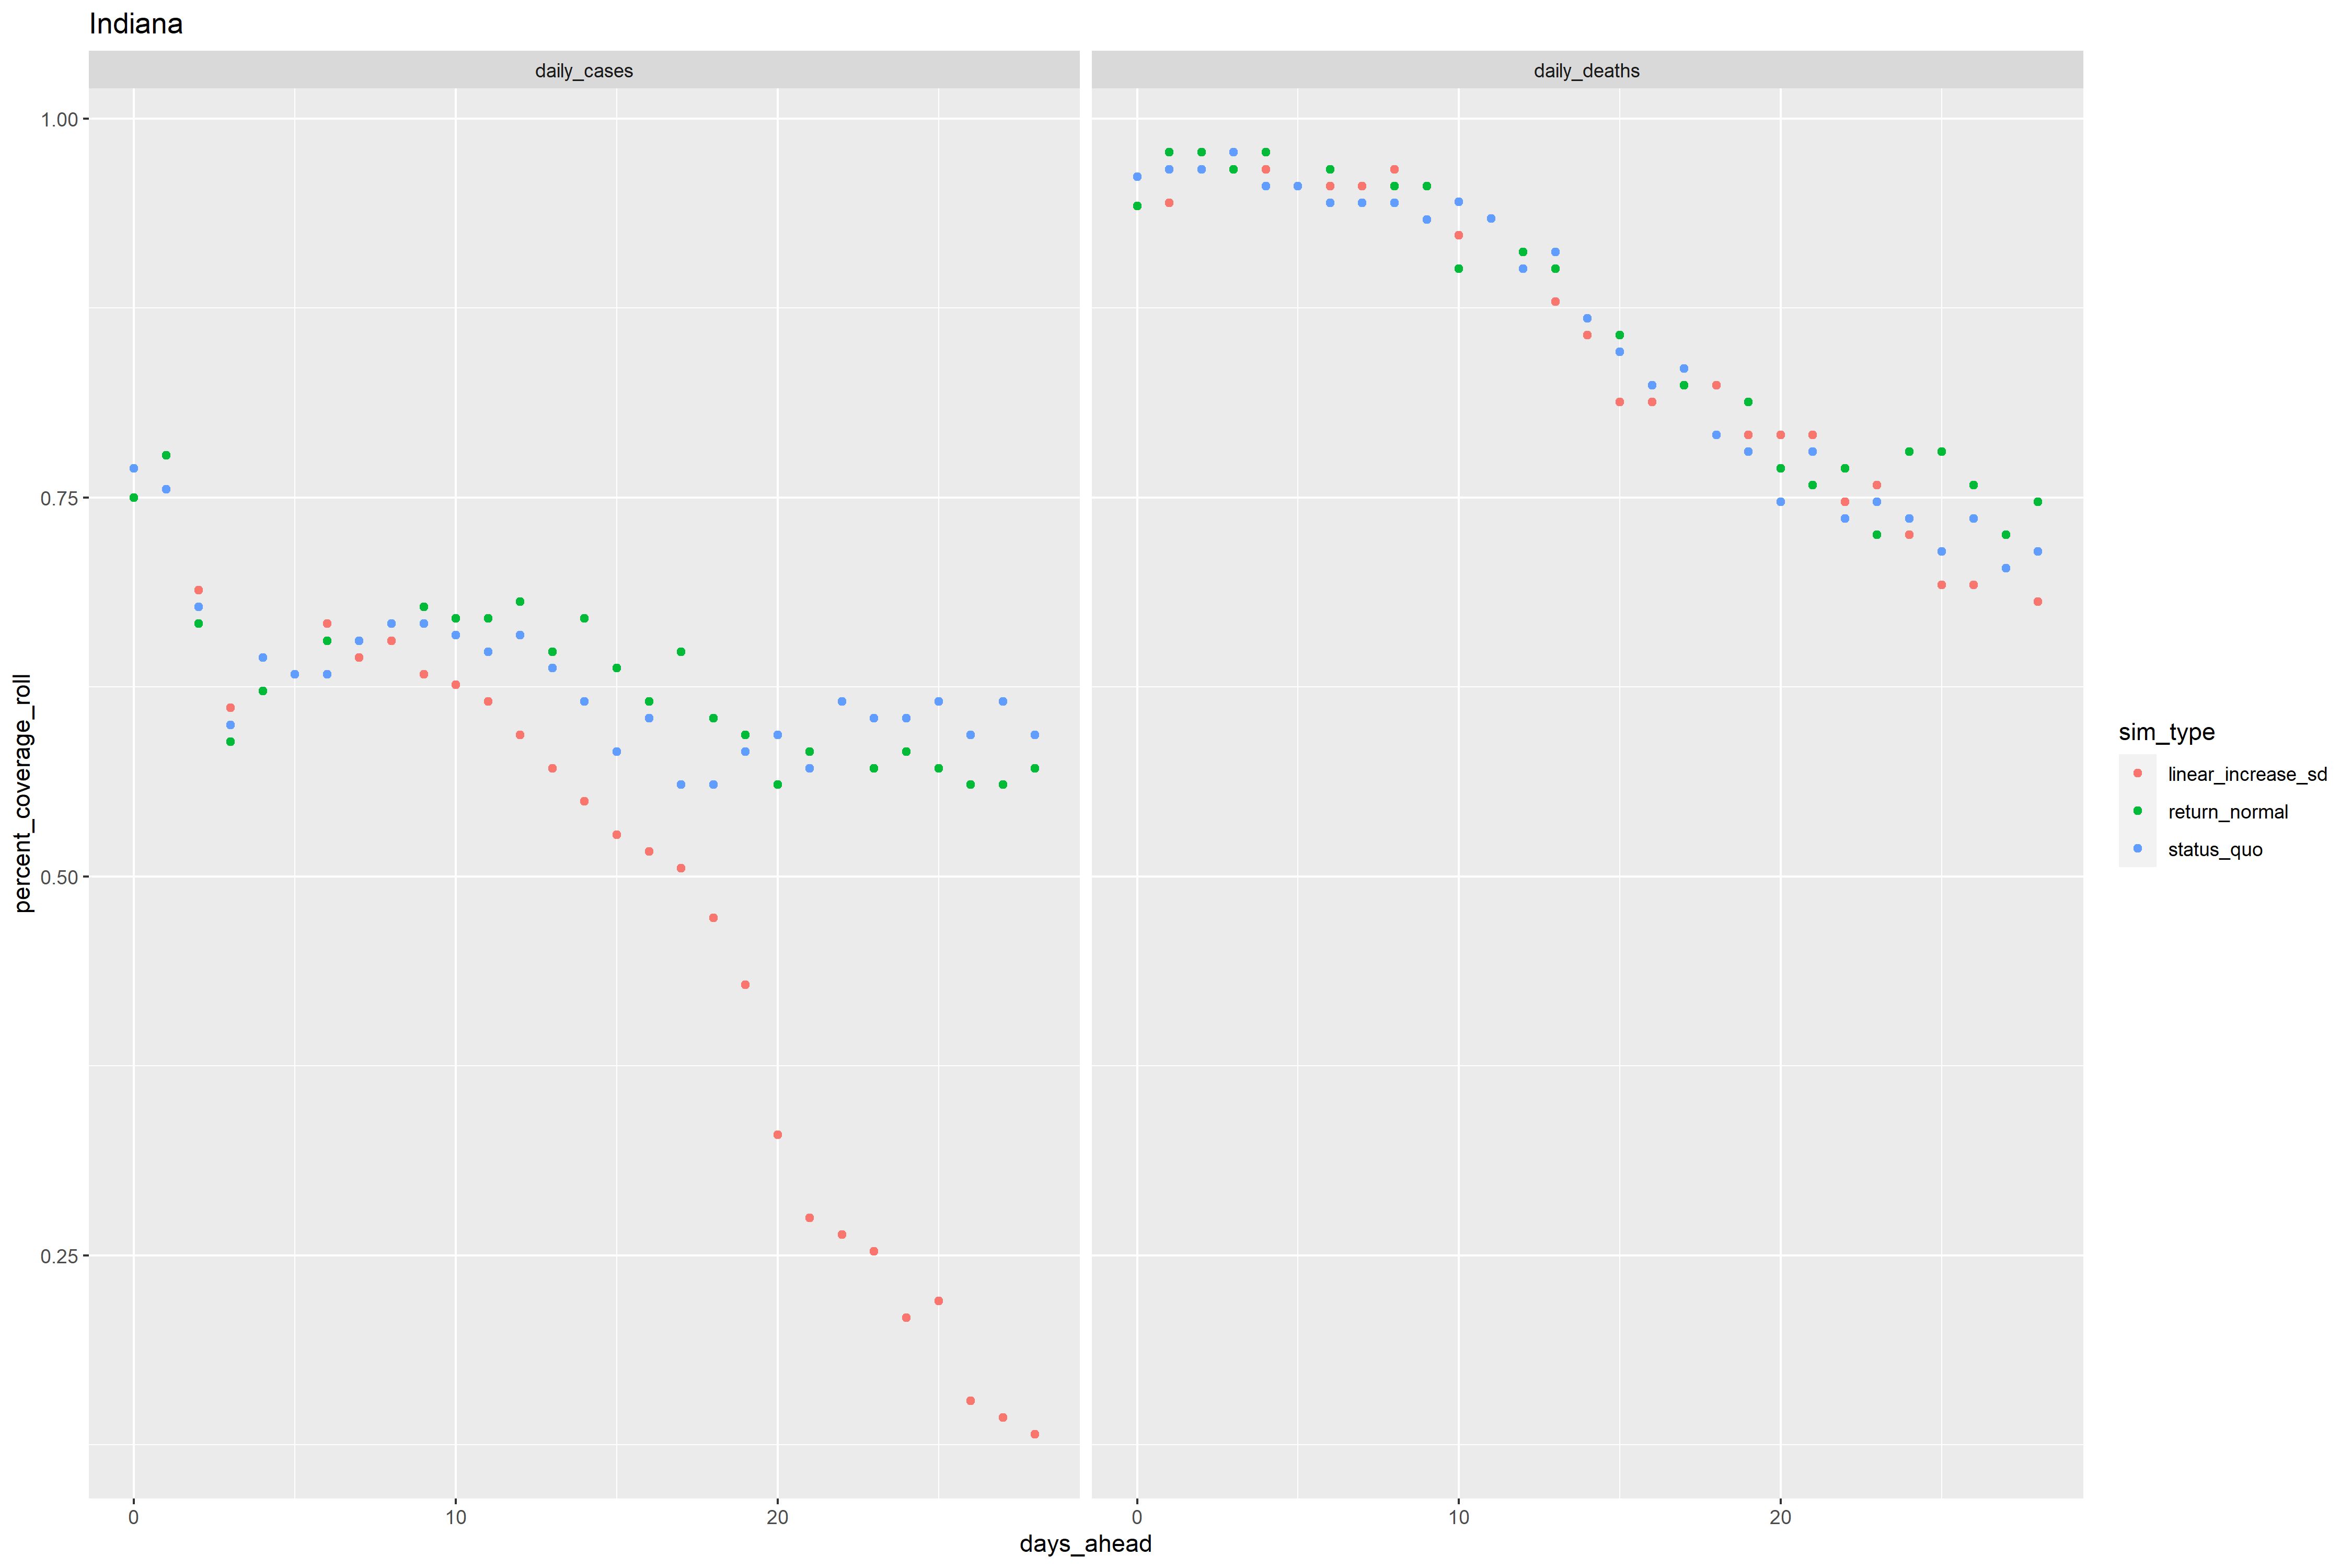 Indiana
daily_cases
daily_deaths
1.00
0.75
0.50
0.25
percent_coverage_roll
0
10
20
0
10
20
days_ahead
sim_type
linear_increase_sd
return_normal
status_quo